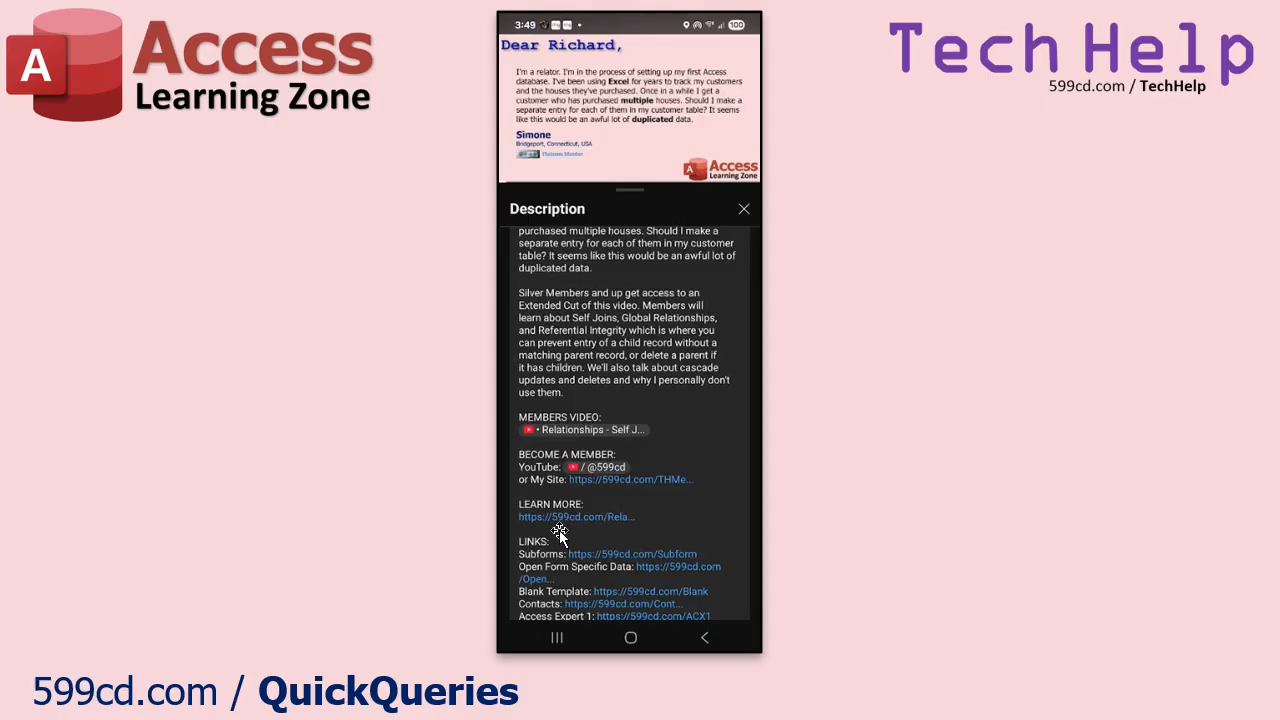 Access
Learning Zone
A
Tech Help
599cd.com / TechHelp
3:49
100
Dear Richard,
I'm a relator. I'm in the process of setting up my first Access
database. I've been using Excel for years to track my customers
and the houses they've purchased. Once in a while I get a
customer who has purchased multiple houses. Should I make a
separate entry for each of them in my customer table? It seems
like this would be an awful lot of duplicated data.
Simone
Bridgeport, Connecticut, USA
Platinum Member
A
Access
Learning Zone
Description
purchased multiple houses. Should I make a
separate entry for each of them in my customer
table? It seems like this would be an awful lot of
duplicated data.
Silver Members and up get access to an
Extended Cut of this video. Members will
learn about Self Joins, Global Relationships,
and Referential Integrity which is where you
can prevent entry of a child record without a
matching parent record, or delete a parent if
it has children. We'll also talk about cascade
updates and deletes and why I personally don't
use them.
MEMBERS VIDEO:
• Relationships - Self J...
BECOME A MEMBER:
YouTube: / @599cd
or My Site: https://599cd.com/THMe...
LEARN MORE:
https://599cd.com/Rela...
LINKS:
Subforms: https://599cd.com/Subform
Open Form Specific Data: https://599cd.com
/Open...
Blank Template: https://599cd.com/Blank
Contacts: https://599cd.com/Cont...
Access Expert 1: https://599cd.com/ACX1
599cd.com / QuickQueries